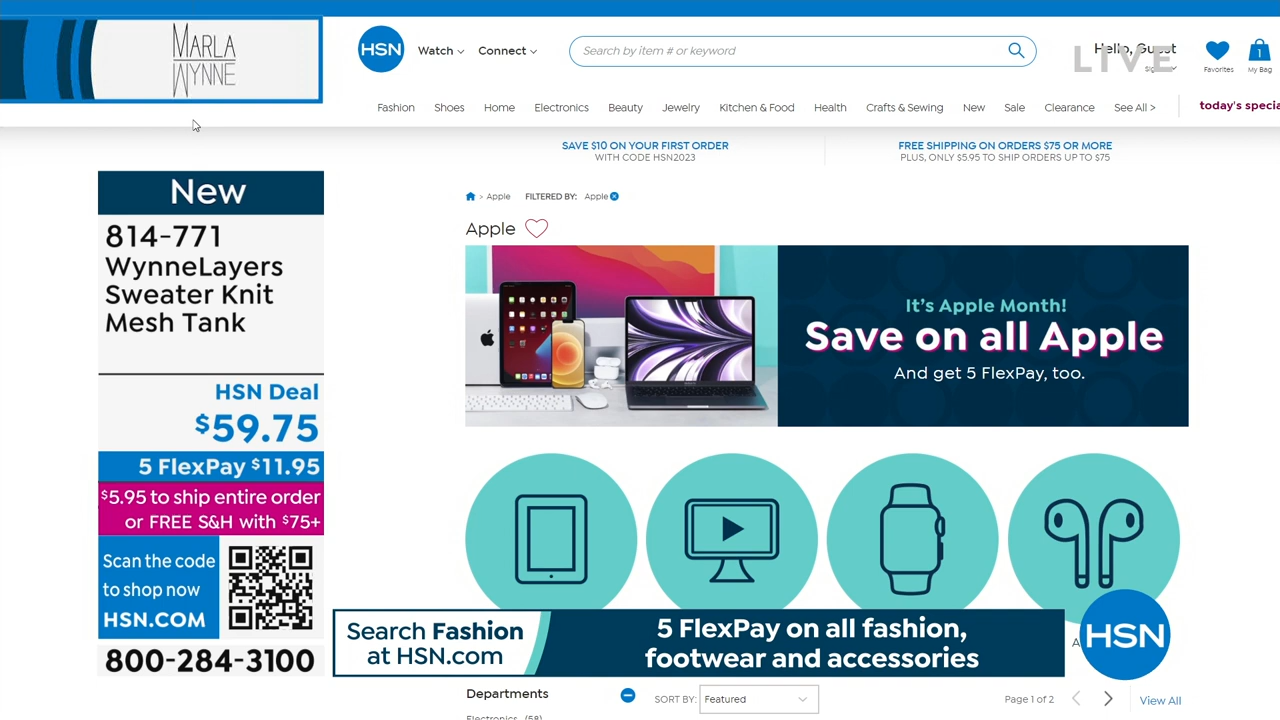 MARLA
WYNNE
HSN
Watch
Connect
Search by item # or keyword
Hello, Guest
LIVE
Favorites
1
My Bag
Fashion
Shoes
Home
Electronics
Beauty
Jewelry
Kitchen & Food
Health
Crafts & Sewing
New
Sale
Clearance
See All >
today's specia
SAVE $10 ON YOUR FIRST ORDER
WITH CODE HSN2023
FREE SHIPPING ON ORDERS $75 OR MORE
PLUS, ONLY $5.95 TO SHIP ORDERS UP TO $75
> Apple
FILTERED BY:
Apple
Apple
It's Apple Month!
Save on all Apple
And get 5 FlexPay, too.
New
814-771
WynneLayers
Sweater Knit
Mesh Tank
HSN Deal
$59.75
5 FlexPay $11.95
$5.95 to ship entire order
or FREE S&H with $75+
Scan the code
to shop now
HSN.COM
800-284-3100
Search Fashion
at HSN.com
5 FlexPay on all fashion,
footwear and accessories
HSN
Departments
SORT BY:
Featured
Page 1 of 2
View All
Electronics (58)